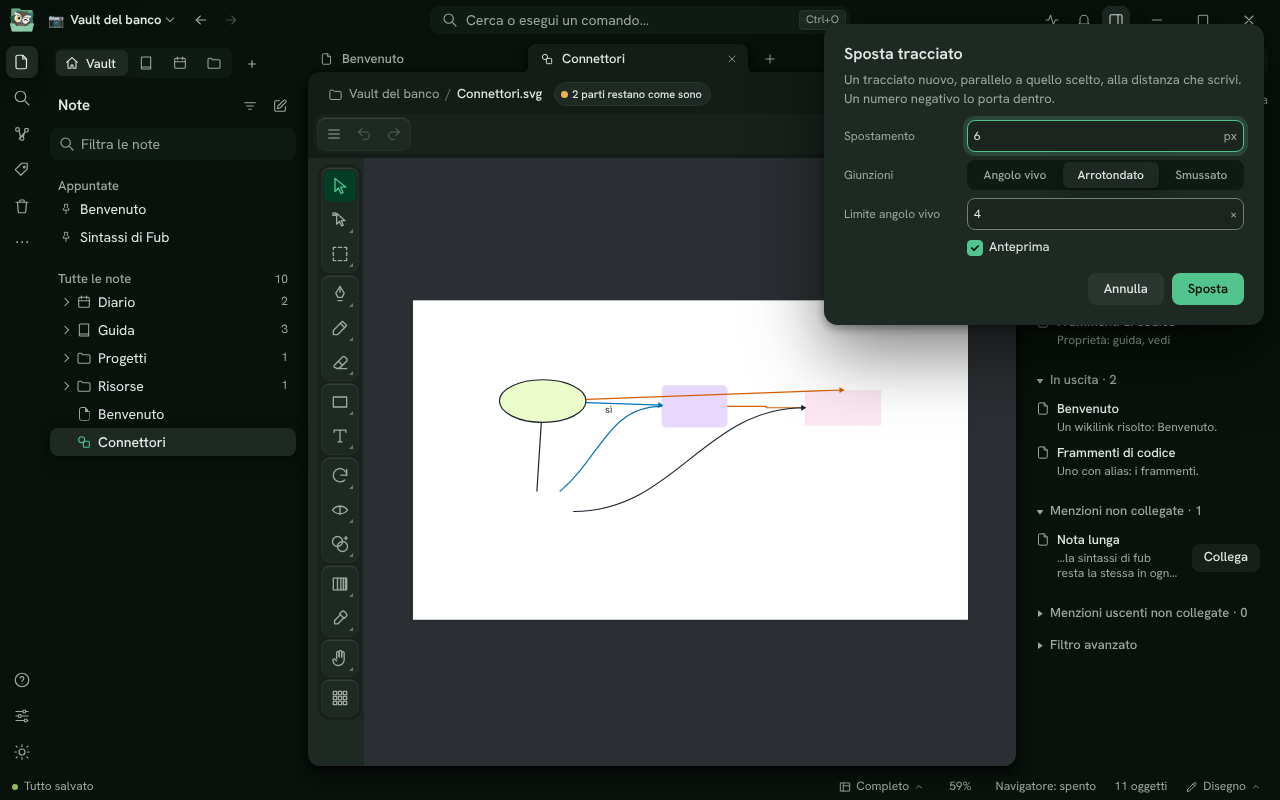 Vault del banco
Cerca o esegui un comando…
Ctrl+O
Vault
Benvenuto
Connettori
Note
Vault del banco / Connettori.svg
2 parti restano come sono
Filtra le note
Appuntate
Benvenuto
Sintassi di Fub
Tutte le note 10
Diario 2
Guida 3
Progetti 1
Risorse 1
Benvenuto
Connettori
sì
Sposta tracciato
Un tracciato nuovo, parallelo a quello scelto, alla distanza che scrivi.
Un numero negativo lo porta dentro.
Spostamento 6 px
Giunzioni Angolo vivo Arrotondato Smussato
Limite angolo vivo 4 ×
Anteprima
Annulla Sposta
Proprietà: guida, vedi
In uscita · 2
Benvenuto
Un wikilink risolto: Benvenuto.
Frammenti di codice
Uno con alias: i frammenti.
Menzioni non collegate · 1
Nota lunga
…la sintassi di fub
resta la stessa in ogn…
Collega
Menzioni uscenti non collegate · 0
Filtro avanzato
Tutto salvato
Completo
59%
Navigatore: spento
11 oggetti
Disegno